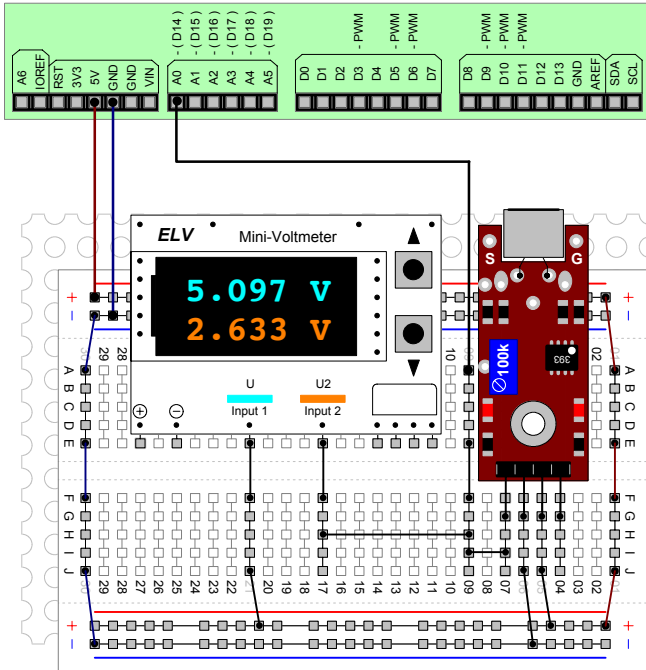 A6 IOREF RST 3V3 5V GND GND VIN
A0 A1 A2 A3 A4 A5
-(D14) -(D15) -(D16) -(D17) -(D18) -(D19)
D0 D1 D2 D3 D4 D5 D6 D7
- PWM - PWM - PWM
D8 D9 D10 D11 D12 D13 GND AREF SDA SCL
- PWM - PWM - PWM
ELV Mini-Voltmeter
5.097 V
2.633 V
U U2
Input 1 Input 2
+ −
S G
393
100k
+ +
− −
29 28 10 02
A A
B B
C C
D D
E E
F F
G G
H H
I I
J J
29 28 27 26 25 24 23 22 21 20 19 18 17 16 15 14 13 12 11 10 09 08 07 06 05 04 03 02 01
+ +
− −